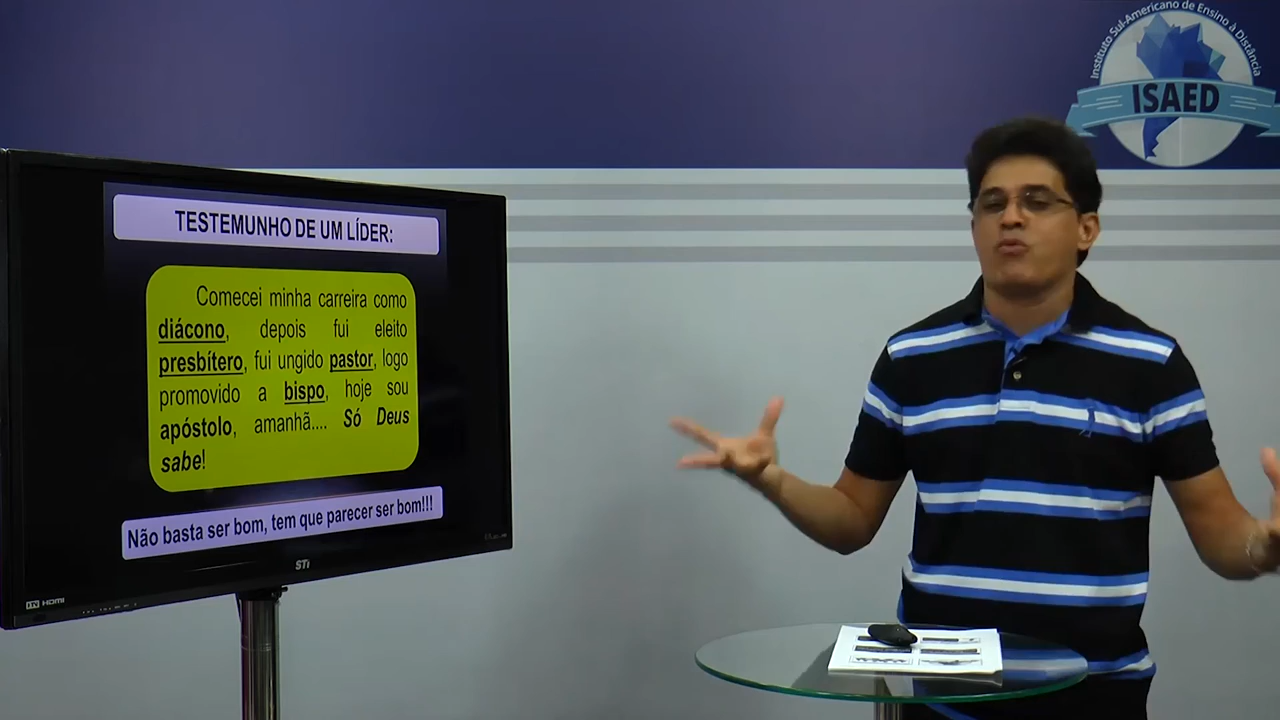 Instituto Sul-Americano de Ensino à Distância
ISAED
TESTEMUNHO DE UM LÍDER:
Comecei minha carreira como
diácono, depois fui eleito
presbítero, fui ungido pastor, logo
promovido a bispo, hoje sou
apóstolo, amanhã.... Só Deus
sabe!
Não basta ser bom, tem que parecer ser bom!!!
STi
HDMI